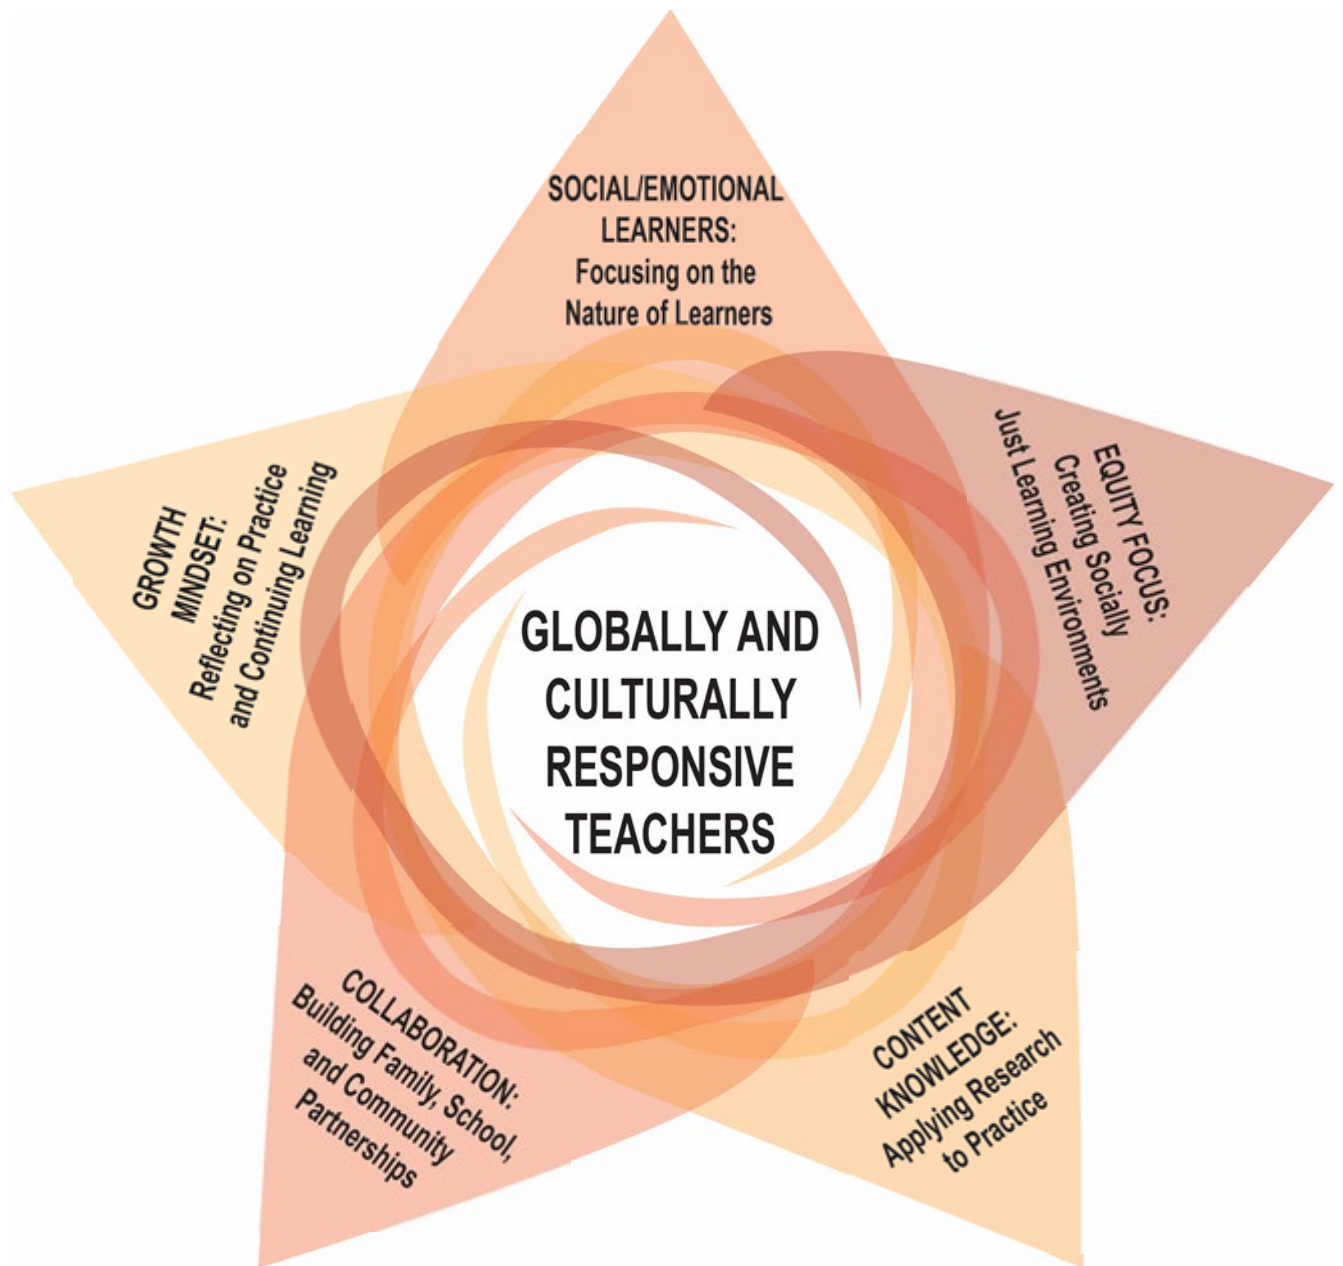 SOCIAL/EMOTIONAL
LEARNERS:
Focusing on the
Nature of Learners
EQUITY FOCUS:
Creating Socially
Just Learning Environments
GROWTH
MINDSET:
Reflecting on Practice
and Continuing Learning
GLOBALLY AND
CULTURALLY
RESPONSIVE
TEACHERS
COLLABORATION:
Building Family, School,
and Community
Partnerships
CONTENT
KNOWLEDGE:
Applying Research
to Practice